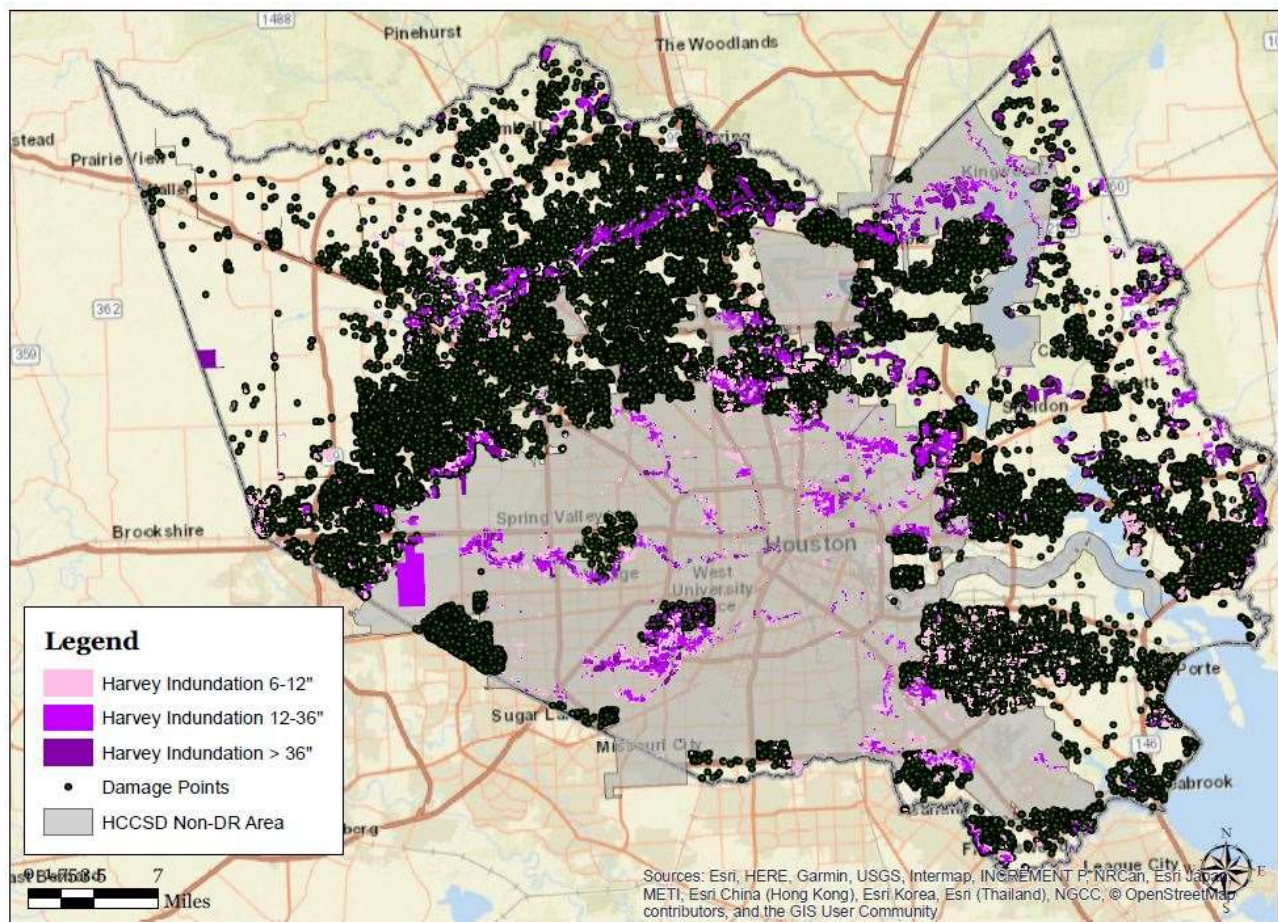 1488
Pinehurst
The Woodlands
stead
Prairie View
Kingwood
362
359
Sheldon
Brookshire
Spring Valley
Houston
West
University
Sugar La
Missouri City
Porte
146
eabrook
League City
Legend
Harvey Indundation 6-12"
Harvey Indundation 12-36"
Harvey Indundation > 36"
Damage Points
HCCSD Non-DR Area
7
Miles
N
E
S
Sources: Esri, HERE, Garmin, USGS, Intermap, INCREMENT P, NRCan, Esri Japan,
METI, Esri China (Hong Kong), Esri Korea, Esri (Thailand), NGCC, © OpenStreetMap
contributors, and the GIS User Community